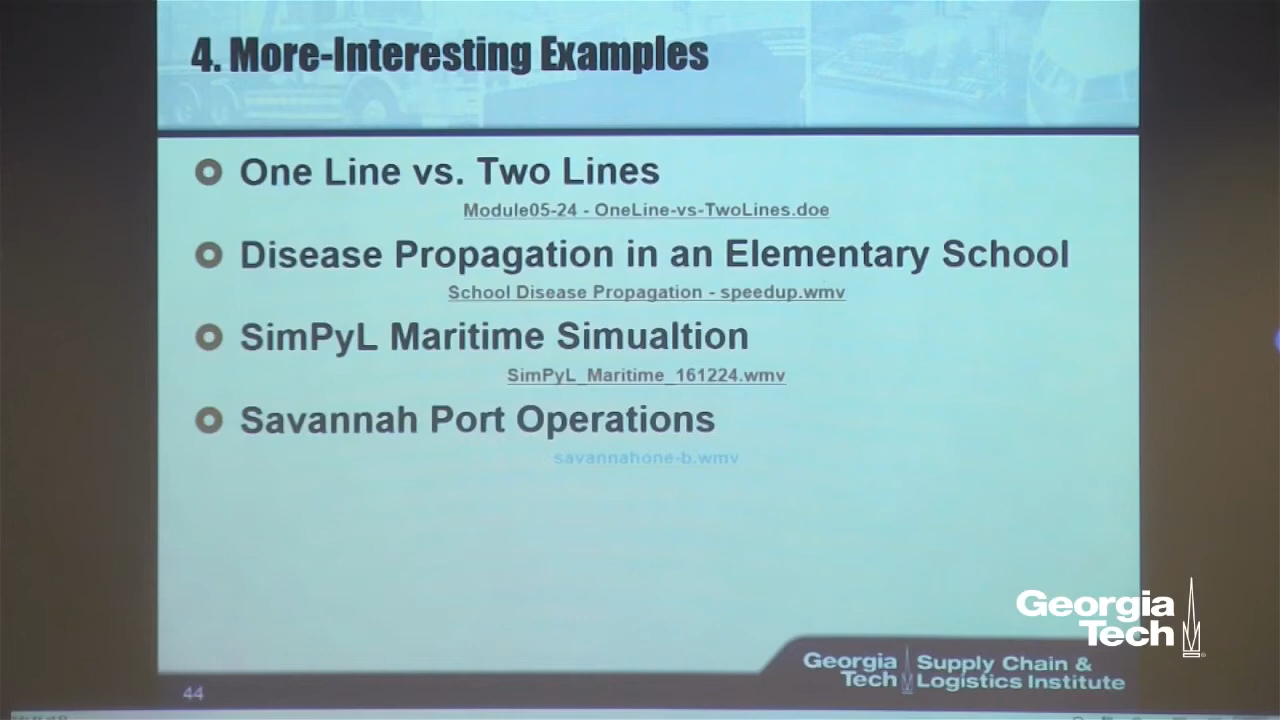 4. More-Interesting Examples
One Line vs. Two Lines
Module05-24 - OneLine-vs-TwoLines.doe
Disease Propagation in an Elementary School
School Disease Propagation - speedup.wmv
SimPyL Maritime Simualtion
SimPyL_Maritime_161224.wmv
Savannah Port Operations
savannahone-b.wmv
Georgia
Tech
Georgia
Tech
Supply Chain &
Logistics Institute
44